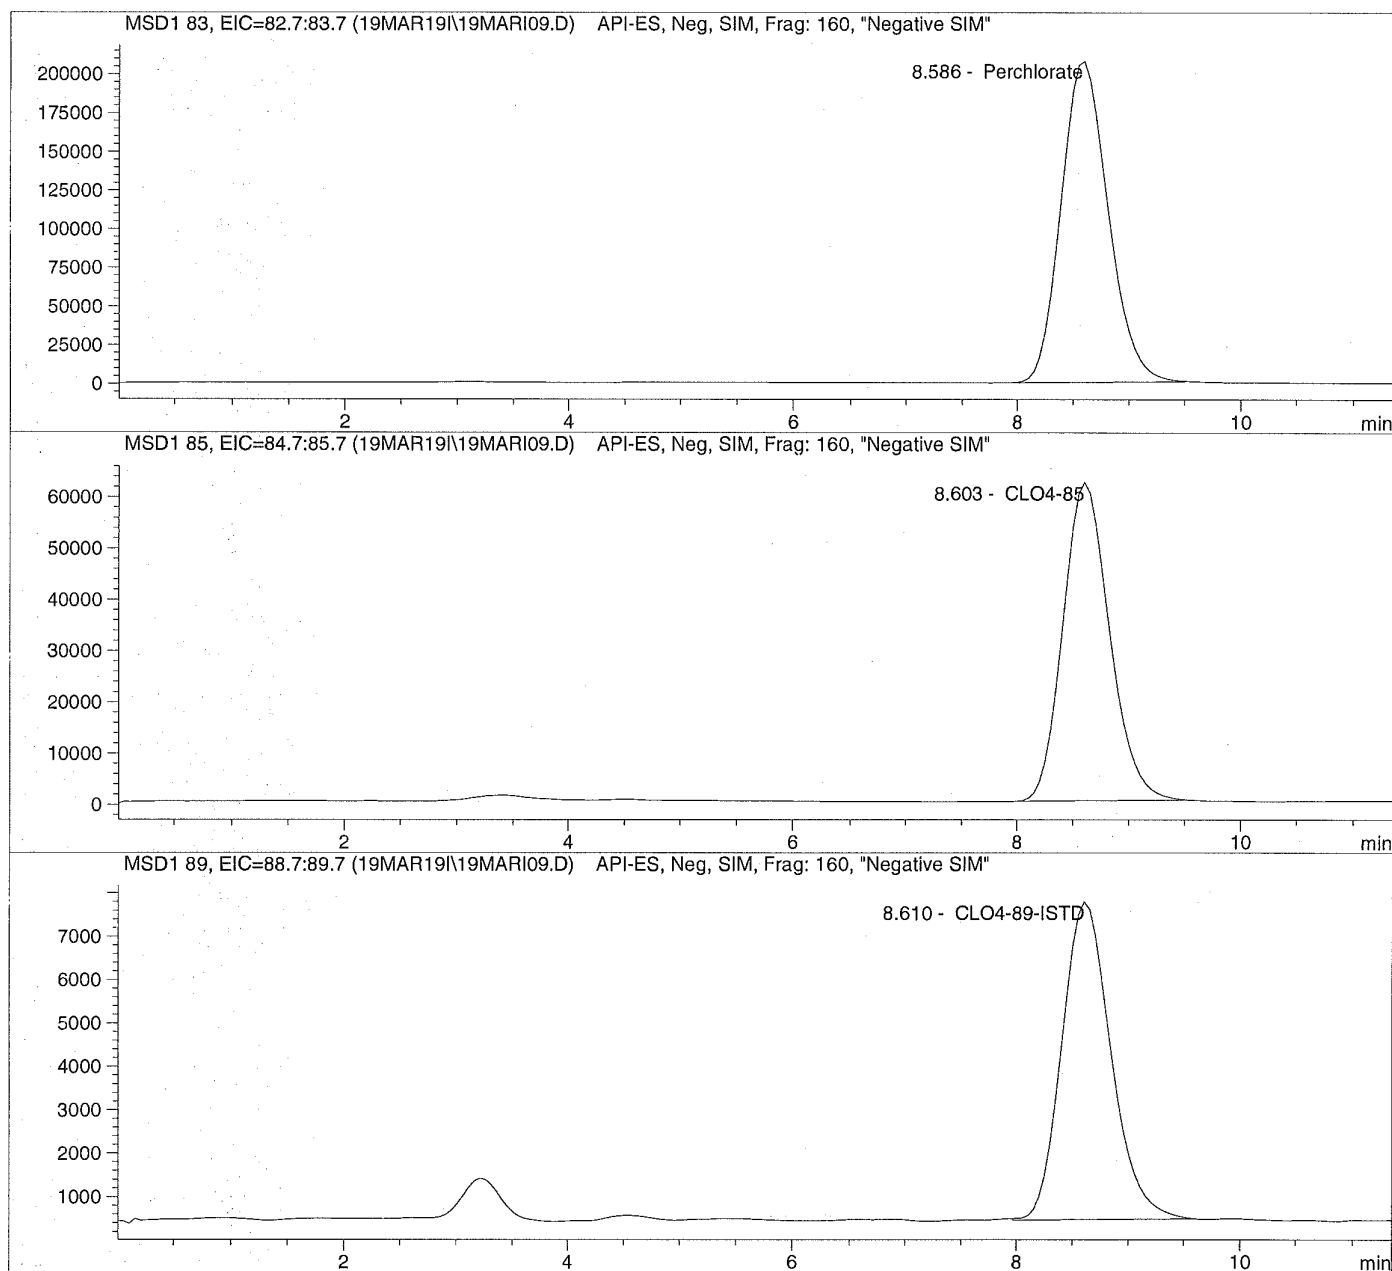 MSD1 83, EIC=82.7:83.7 (19MAR19I\19MARI09.D) API-ES, Neg, SIM, Frag: 160, "Negative SIM"
8.586 - Perchlorate
200000
175000
150000
125000
100000
75000
50000
25000
0
2 4 6 8 10 min
MSD1 85, EIC=84.7:85.7 (19MAR19I\19MARI09.D) API-ES, Neg, SIM, Frag: 160, "Negative SIM"
8.603 - CLO4-85
60000
50000
40000
30000
20000
10000
0
2 4 6 8 10 min
MSD1 89, EIC=88.7:89.7 (19MAR19I\19MARI09.D) API-ES, Neg, SIM, Frag: 160, "Negative SIM"
8.610 - CLO4-89-ISTD
7000
6000
5000
4000
3000
2000
1000
2 4 6 8 10 min